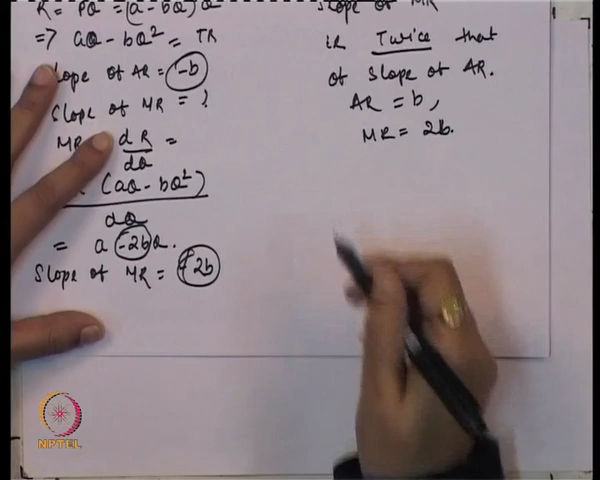 R = PQ = (a - bQ) Q
=> aQ - bQ² = TR
Slope of AR = -b
Slope of MR = ?
MR dR =
dQ
(aQ - bQ²)
dQ
= a - 2bQ.
Slope of MR = 2b
Slope of MR
is Twice that
of Slope of AR.
AR = b,
MR = 2b.
NPTEL